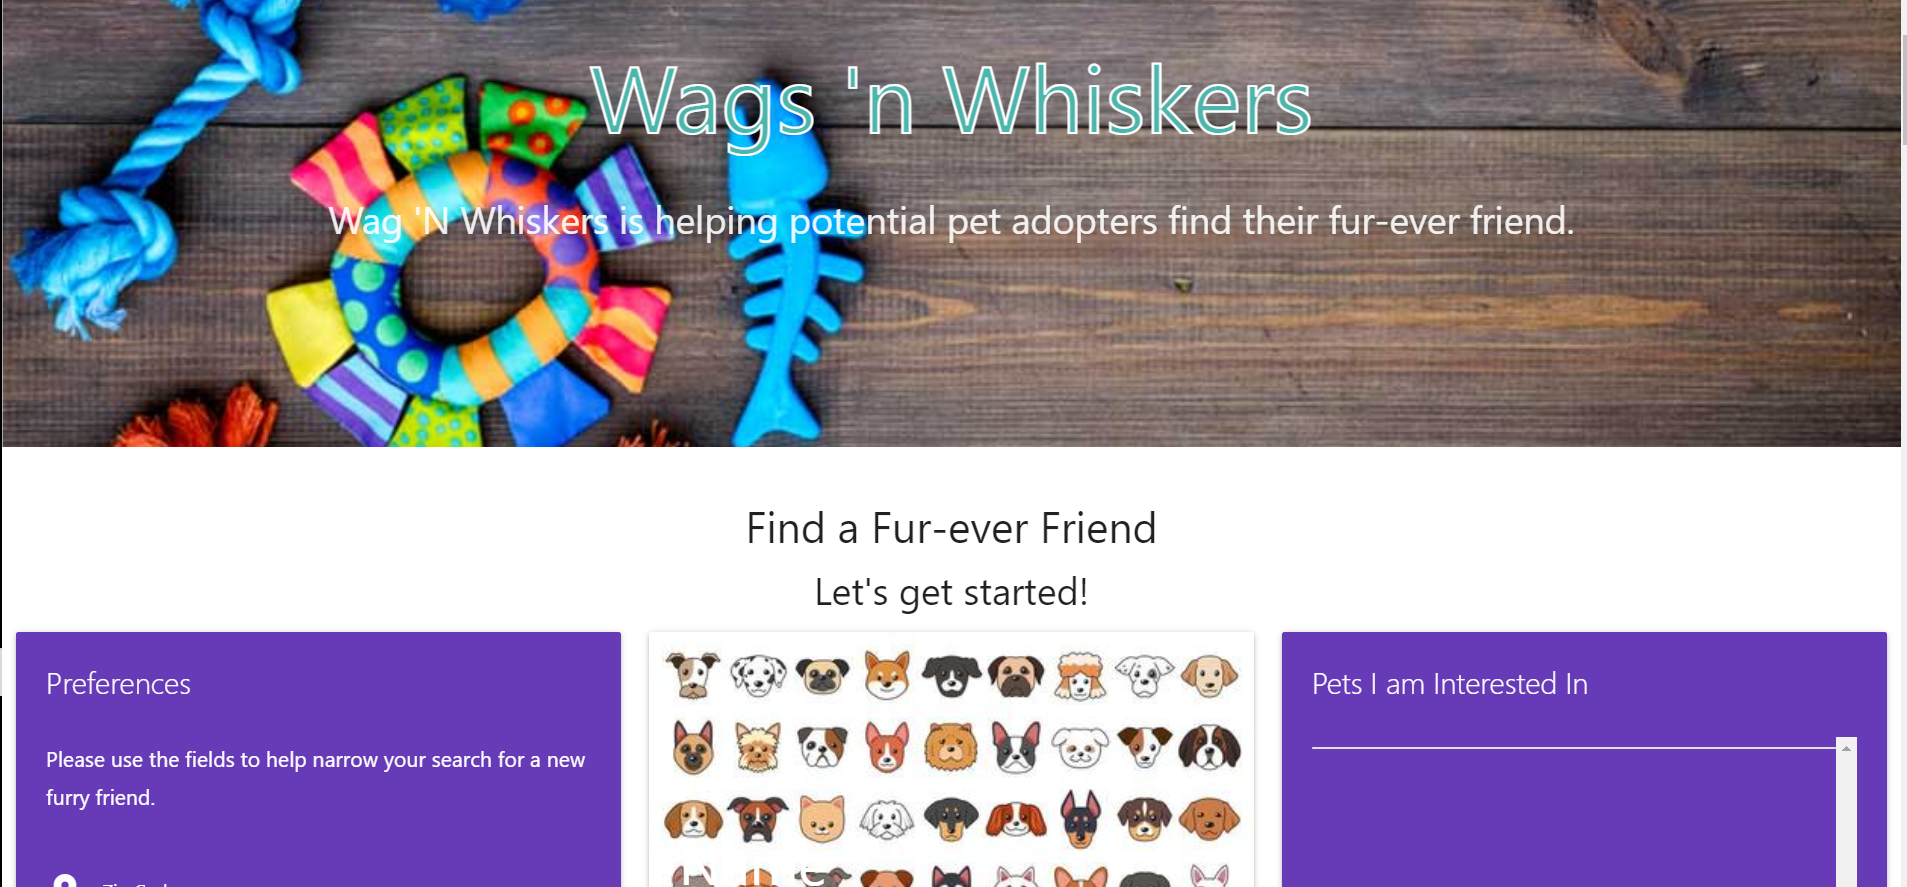 Wags 'n Whiskers
Wag 'N Whiskers is helping potential pet adopters find their fur-ever friend.
Find a Fur-ever Friend
Let's get started!
Preferences
Please use the fields to help narrow your search for a new
furry friend.
Pets I am Interested In